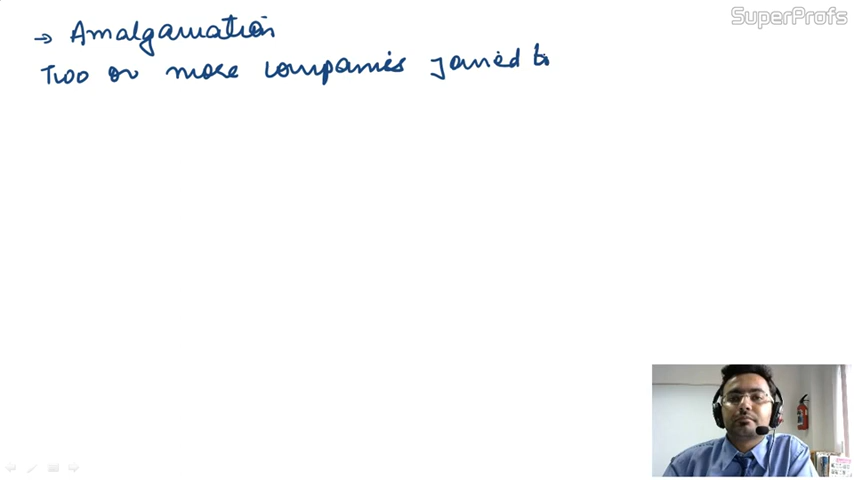 SuperProfs
→ Amalgamation
Two or more companies joined to